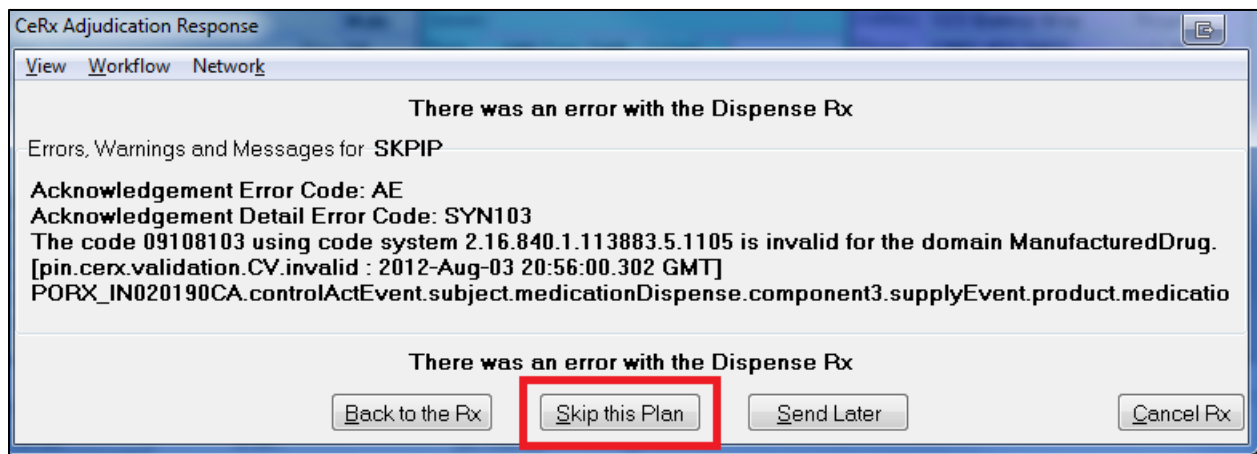 CeRx Adjudication Response
View Workflow Network
There was an error with the Dispense Rx
Errors, Warnings and Messages for SKPIP
Acknowledgement Error Code: AE
Acknowledgement Detail Error Code: SYN103
The code 09108103 using code system 2.16.840.1.113883.5.1105 is invalid for the domain ManufacturedDrug.
[pin.cerx.validation.CV.invalid : 2012-Aug-03 20:56:00.302 GMT]
PORX_IN020190CA.controlActEvent.subject.medicationDispense.component3.supplyEvent.product.medicatio
There was an error with the Dispense Rx
Back to the Rx Skip this Plan Send Later Cancel Rx